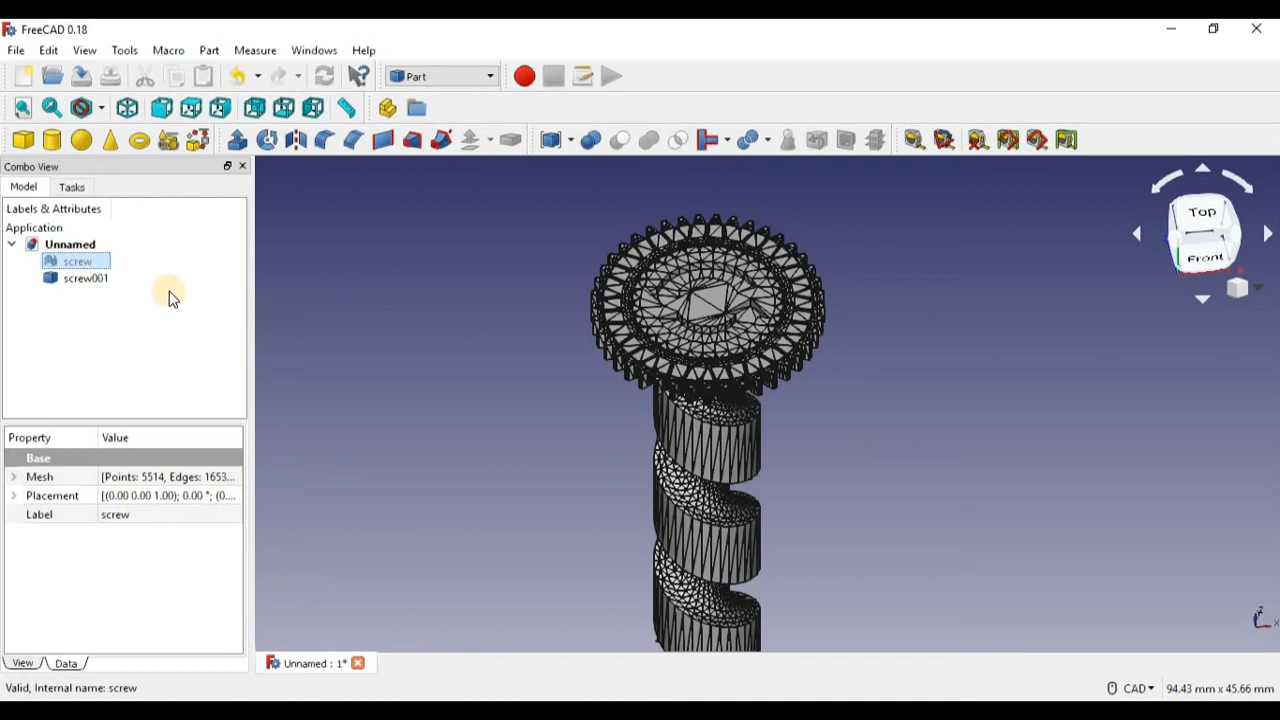 FreeCAD 0.18
File Edit View Tools Macro Part Measure Windows Help
Part
Combo View
Model Tasks
Labels & Attributes
Application
Unnamed
screw
screw001
Top
Front
Property Value
Base
Mesh [Points: 5514, Edges: 1653...
Placement [(0.00 0.00 1.00); 0.00 °; (0....
Label screw
Z
X
View Data
Unnamed : 1*
Valid, Internal name: screw
CAD 94.43 mm x 45.66 mm